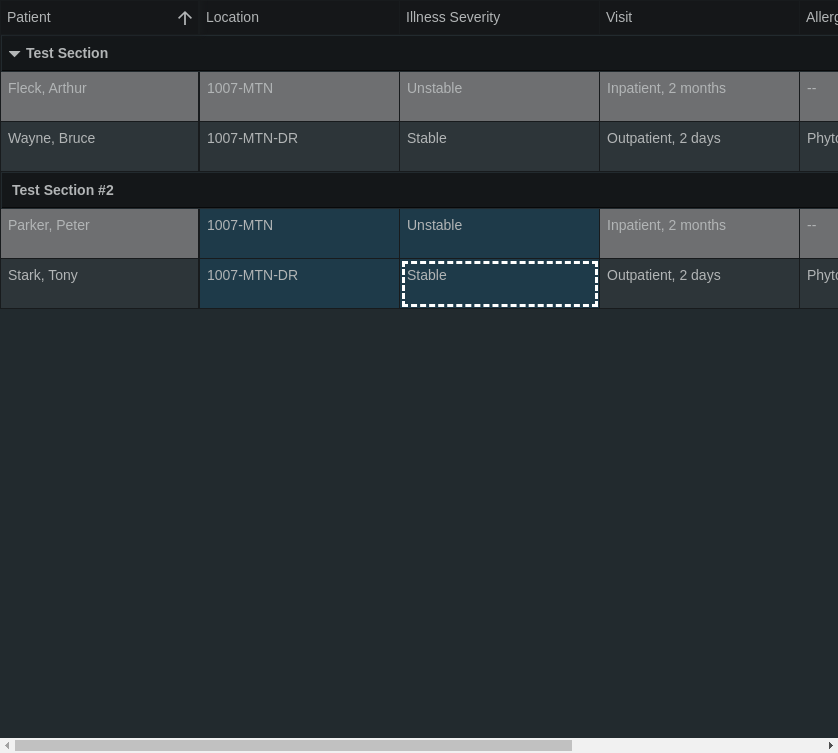 Patient Location Illness Severity Visit Allerg
Test Section
Fleck, Arthur 1007-MTN Unstable Inpatient, 2 months --
Wayne, Bruce 1007-MTN-DR Stable Outpatient, 2 days Phyto
Test Section #2
Parker, Peter 1007-MTN Unstable Inpatient, 2 months --
Stark, Tony 1007-MTN-DR Stable Outpatient, 2 days Phyto